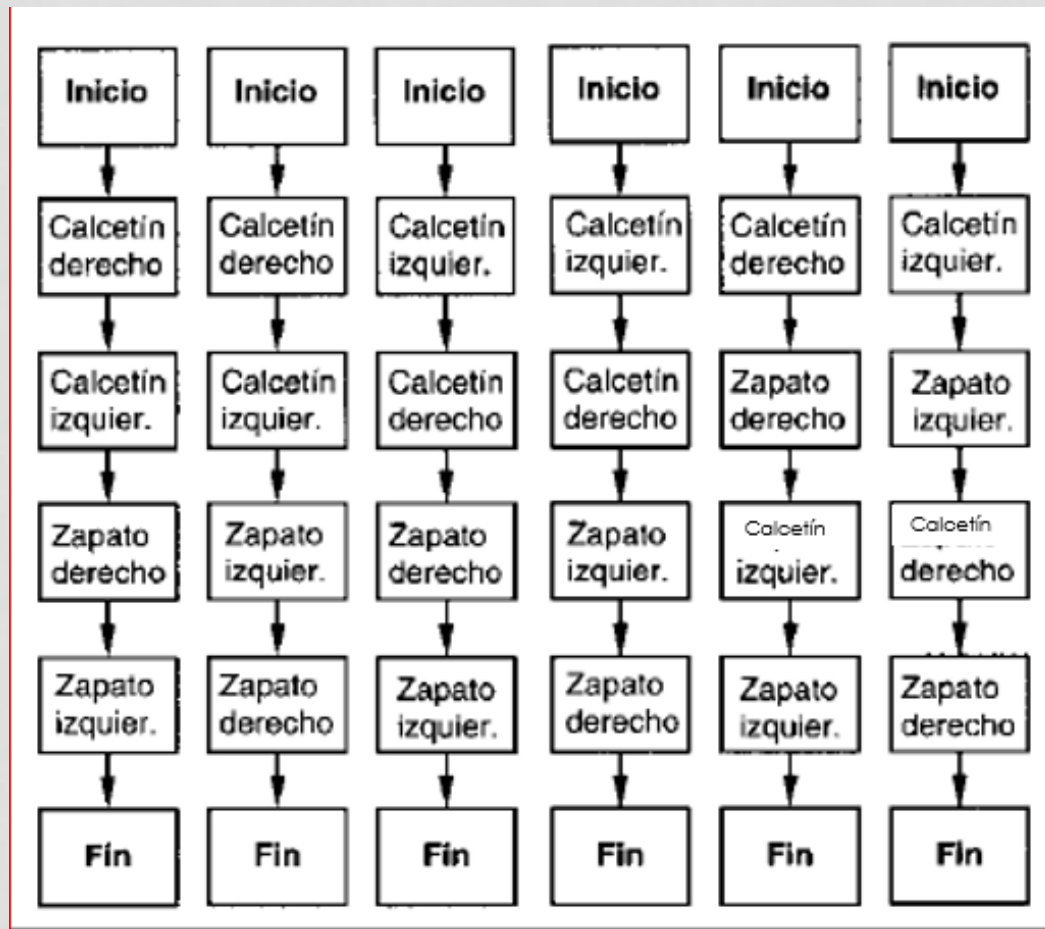 Inicio
Inicio
Inicio
Inicio
Inicio
Inicio
Calcetín
derecho
Calcetín
derecho
Calcetín
izquier.
Calcetín
izquier.
Calcetín
derecho
Calcetín
izquier.
Calcetín
izquier.
Calcetín
izquier.
Calcetín
derecho
Calcetín
derecho
Zapato
derecho
Zapato
izquier.
Zapato
derecho
Zapato
izquier.
Zapato
derecho
Zapato
izquier.
Calcetín
izquier.
Calcetín
derecho
Zapato
izquier.
Zapato
derecho
Zapato
izquier.
Zapato
derecho
Zapato
izquier.
Zapato
derecho
Fin
Fin
Fin
Fin
Fin
Fin